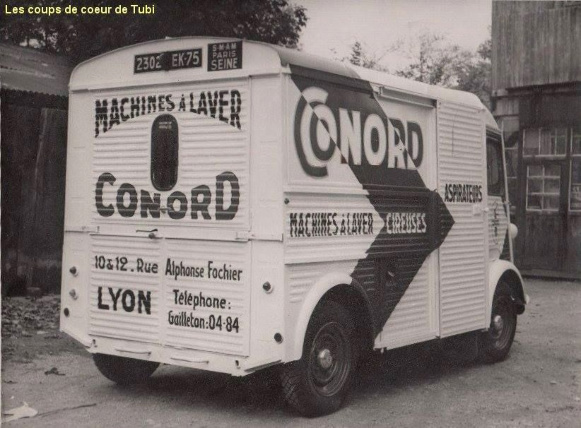 Les coups de coeur de Tubi
2302 EK-75
S-M-AM
PARIS
SEINE
MACHINES À LAVER
CONORD
10 & 12. Rue Alphonse Fochier
LYON
Téléphone:
Gailleton: 04-84
CONORD
MACHINES À LAVER CIREUSES
ASPIRATEURS